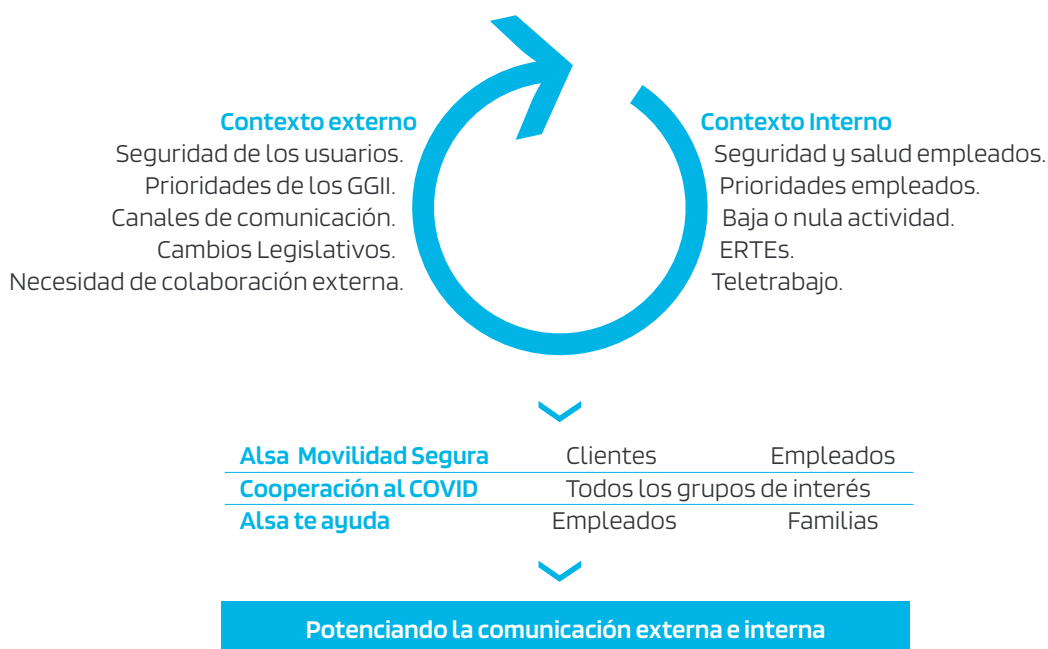 Contexto externo
Seguridad de los usuarios.
Prioridades de los GGII.
Canales de comunicación.
Cambios Legislativos.
Necesidad de colaboración externa.
Contexto Interno
Seguridad y salud empleados.
Prioridades empleados.
Baja o nula actividad.
ERTEs.
Teletrabajo.
Alsa Movilidad Segura Clientes Empleados
Cooperación al COVID Todos los grupos de interés
Alsa te ayuda Empleados Familias
Potenciando la comunicación externa e interna